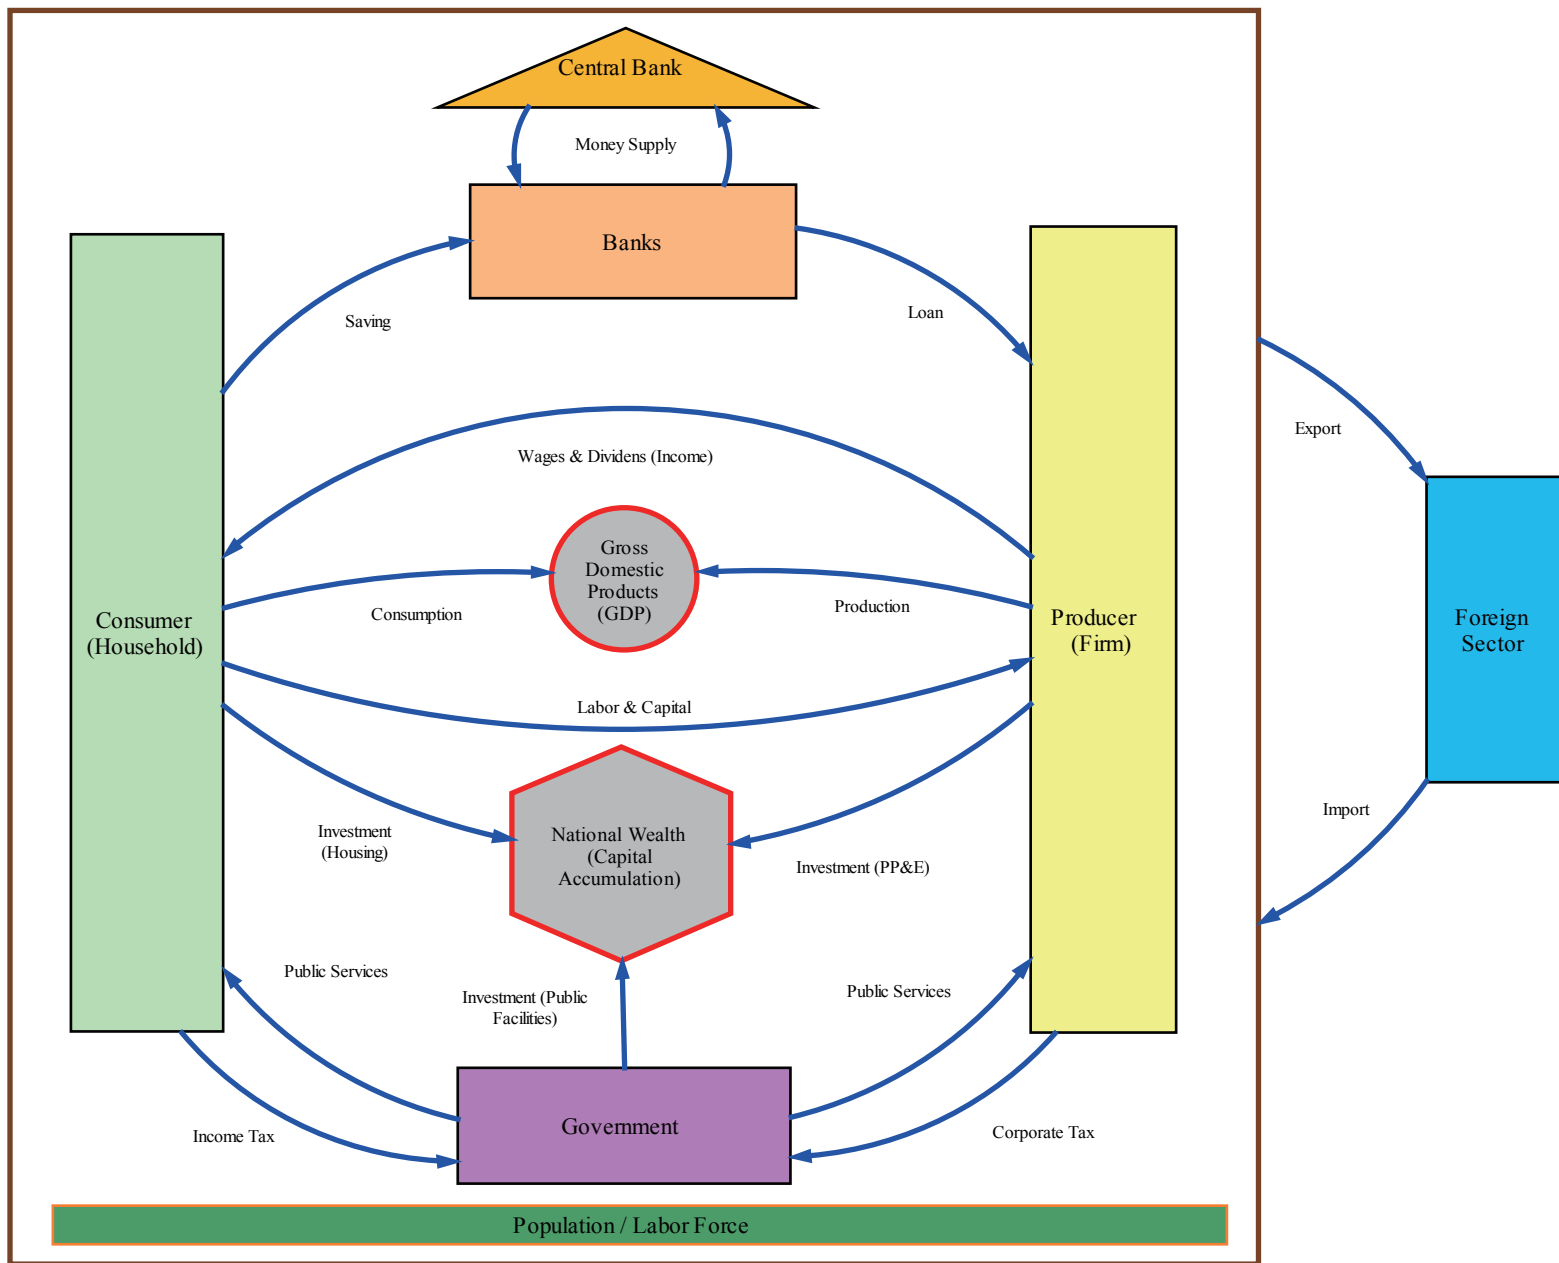 Central Bank
Money Supply
Banks
Saving
Loan
Export
Wages & Dividens (Income)
Gross
Domestic
Products
(GDP)
Consumption
Production
Consumer
(Household)
Producer
(Firm)
Foreign
Sector
Labor & Capital
Investment
(Housing)
National Wealth
(Capital
Accumulation)
Investment (PP&E)
Import
Public Services
Investment (Public
Facilities)
Public Services
Income Tax
Government
Corporate Tax
Population / Labor Force